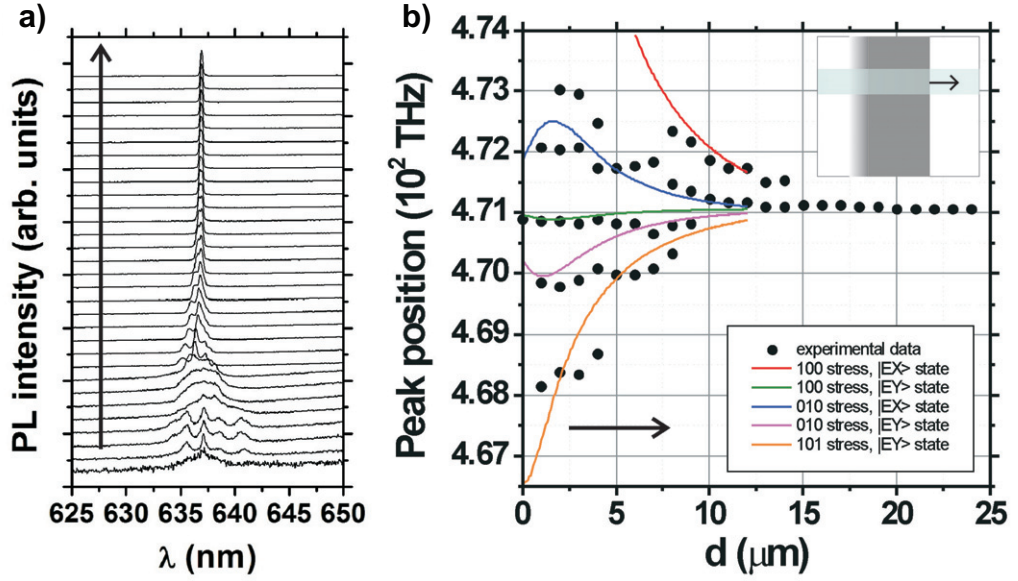 a)
PL intensity (arb. units)
625 630 635 640 645 650
λ (nm)
b)
Peak position (10² THz)
4.74
4.73
4.72
4.71
4.70
4.69
4.68
4.67
0 5 10 15 20 25
d (μm)
experimental data
100 stress, |EX> state
100 stress, |EY> state
010 stress, |EX> state
010 stress, |EY> state
101 stress, |EY> state